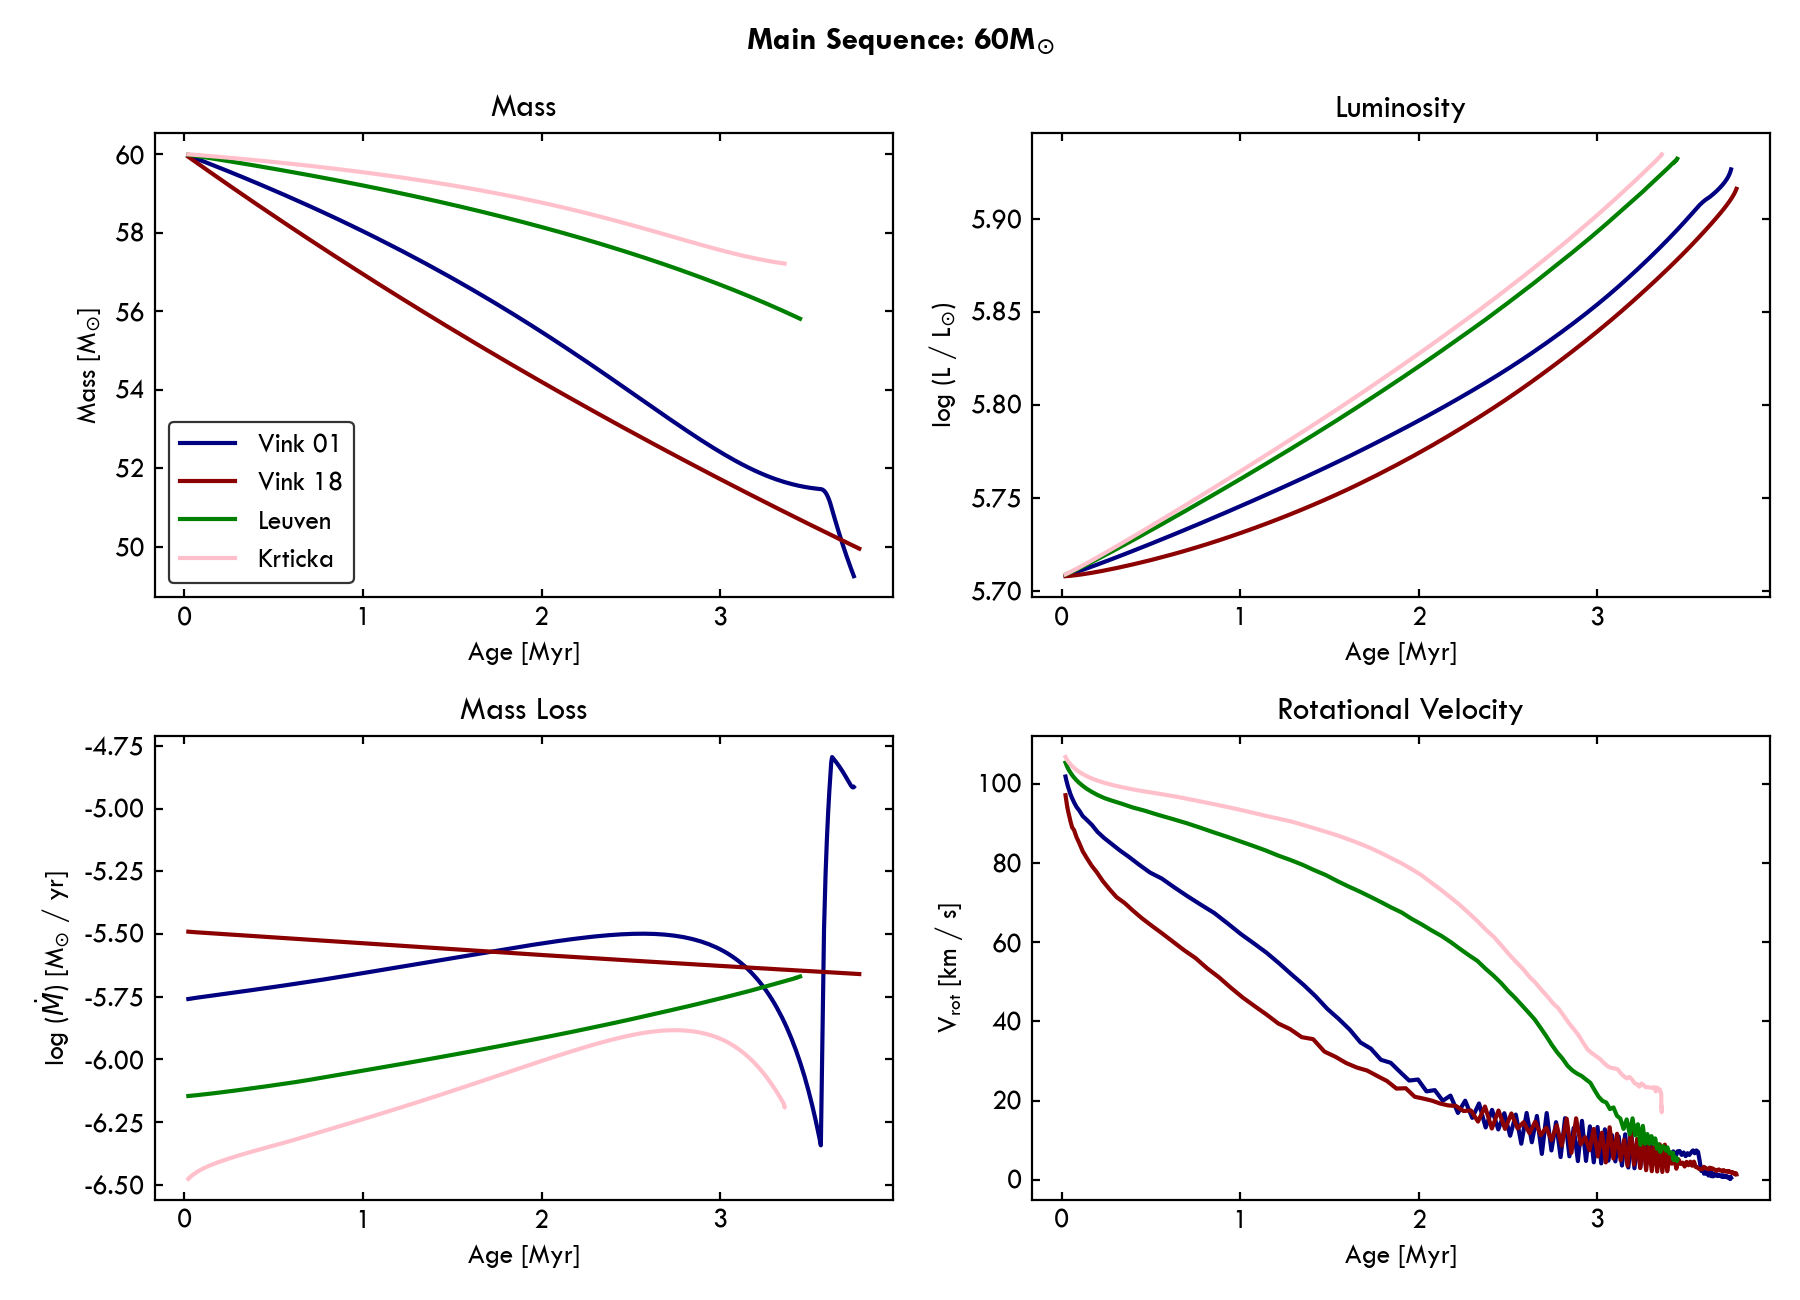 Main Sequence: 60M⊙
Mass
Mass [M⊙]
60
58
56
54
52
50
Vink 01
Vink 18
Leuven
Krticka
0 1 2 3
Age [Myr]
Luminosity
log (L / L⊙)
5.90
5.85
5.80
5.75
5.70
0 1 2 3
Age [Myr]
Mass Loss
log (Ṁ) [M⊙ / yr]
-4.75
-5.00
-5.25
-5.50
-5.75
-6.00
-6.25
-6.50
0 1 2 3
Age [Myr]
Rotational Velocity
Vrot [km / s]
100
80
60
40
20
0
0 1 2 3
Age [Myr]